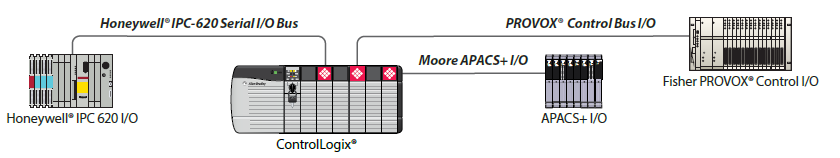 Honeywell® IPC-620 Serial I/O Bus
PROVOX® Control Bus I/O
Moore APACS+ I/O
Fisher PROVOX® Control I/O
Honeywell® IPC 620 I/O
APACS+ I/O
ControlLogix®